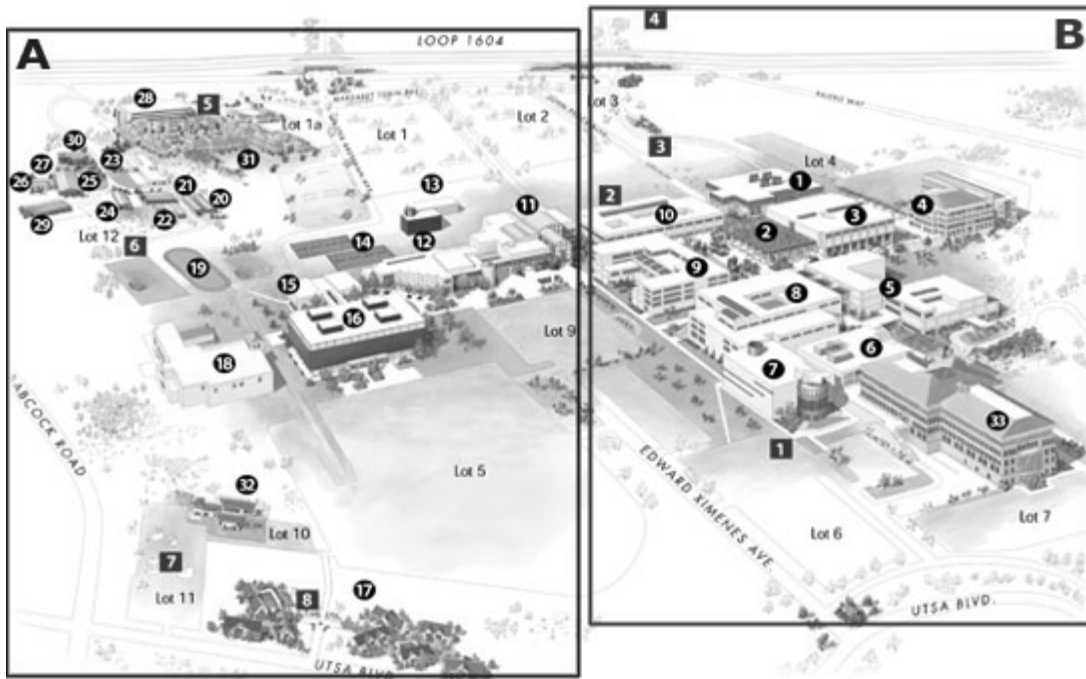 A
B
LOOP 1604
4
28
5
Lot 1a
Lot 1
Lot 2
Lot 3
3
Lot 4
30
23
31
27
26
25
21
20
24
22
29
Lot 12
6
19
13
11
12
14
15
16
18
2
10
1
2
3
4
9
8
5
6
7
33
Lot 9
1
Lot 5
BABCOCK ROAD
EDWARD XIMENES AVE.
Lot 6
Lot 7
32
Lot 10
7
Lot 11
8
17
UTSA BLVD.
UTSA BLVD.